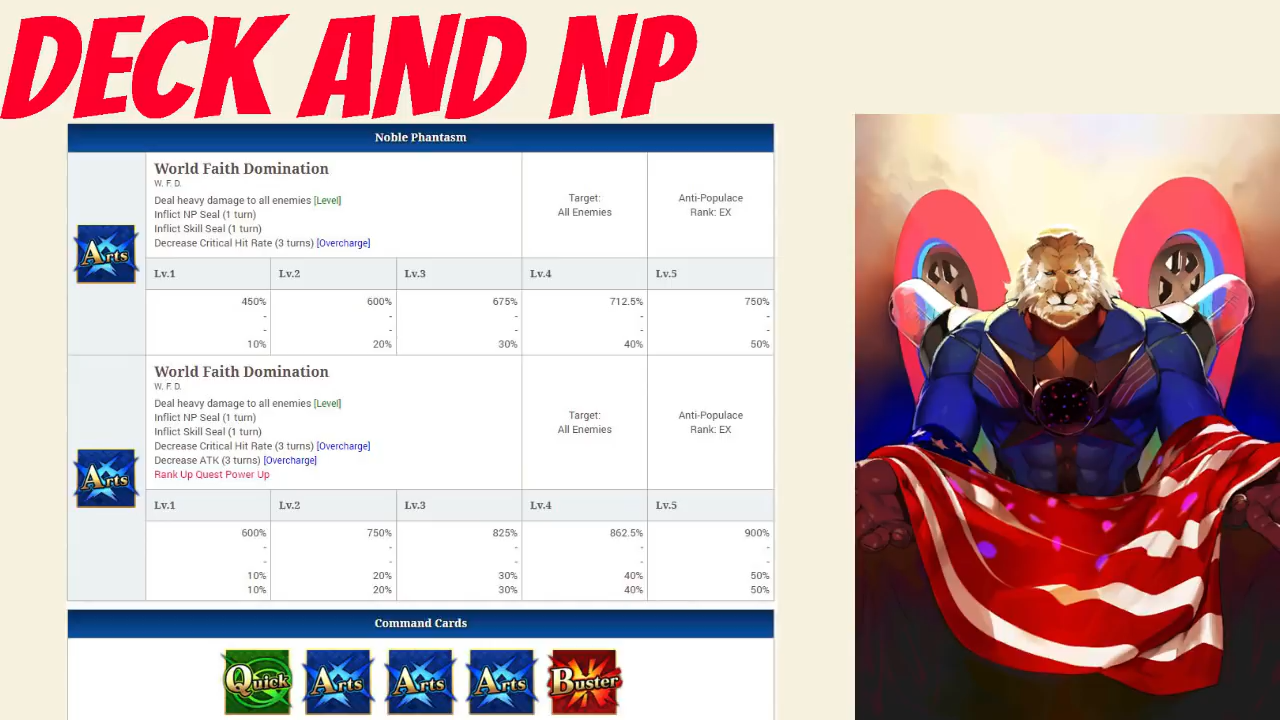 DECK AND NP
Noble Phantasm
World Faith Domination
W. F. D.
Deal heavy damage to all enemies [Level]
Inflict NP Seal (1 turn)
Inflict Skill Seal (1 turn)
Decrease Critical Hit Rate (3 turns) [Overcharge]
Target:
All Enemies
Anti-Populace
Rank: EX
Arts
Lv.1 Lv.2 Lv.3 Lv.4 Lv.5
450% 600% 675% 712.5% 750%
- - - - -
- - - - -
10% 20% 30% 40% 50%
World Faith Domination
W. F. D.
Deal heavy damage to all enemies [Level]
Inflict NP Seal (1 turn)
Inflict Skill Seal (1 turn)
Decrease Critical Hit Rate (3 turns) [Overcharge]
Decrease ATK (3 turns) [Overcharge]
Rank Up Quest Power Up
Target:
All Enemies
Anti-Populace
Rank: EX
Arts
Lv.1 Lv.2 Lv.3 Lv.4 Lv.5
600% 750% 825% 862.5% 900%
- - - - -
- - - - -
10% 20% 30% 40% 50%
10% 20% 30% 40% 50%
Command Cards
Quick Arts Arts Arts Buster